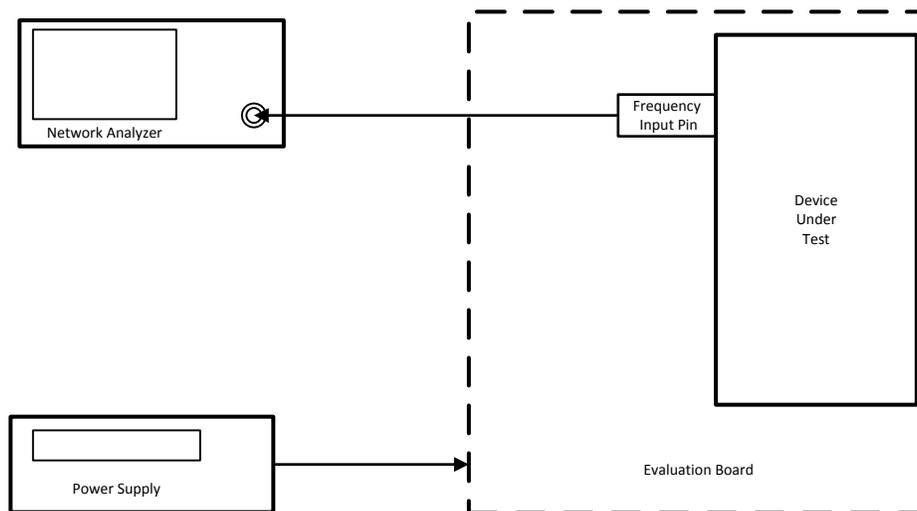 Network Analyzer
Frequency
Input Pin
Device
Under
Test
Power Supply
Evaluation Board